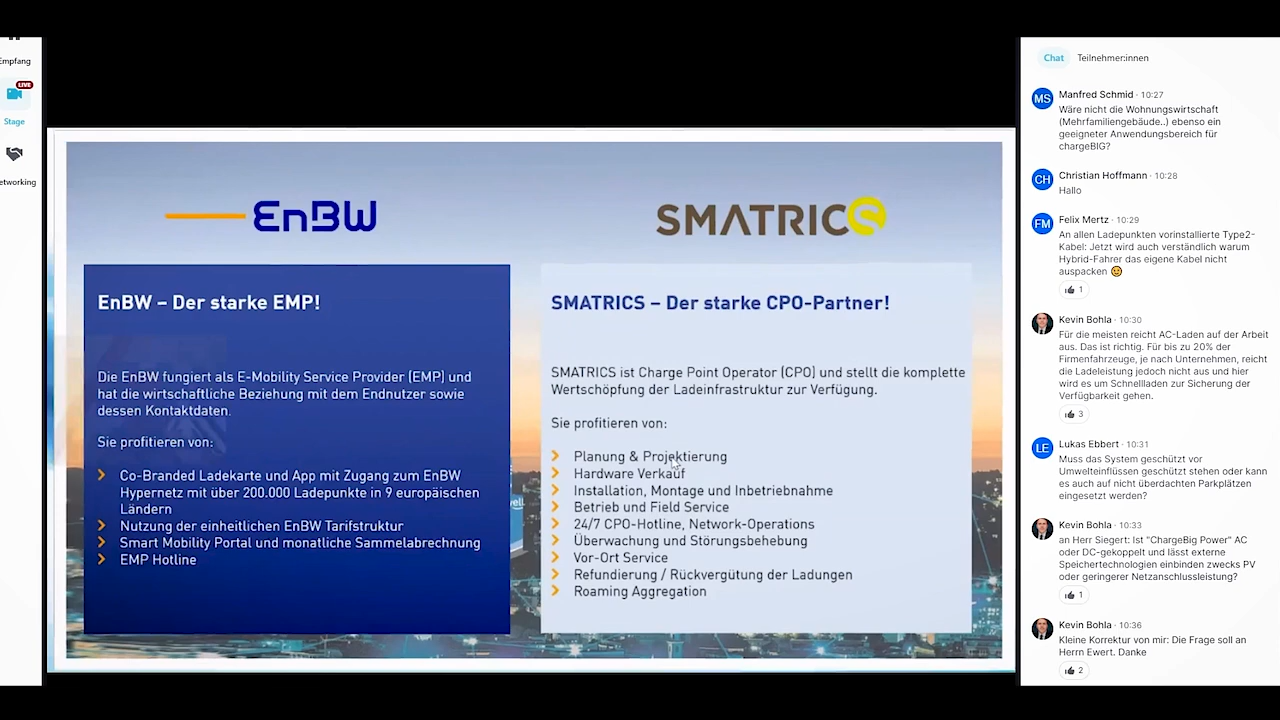 Empfang
LIVE
Stage
etworking
EnBW
SMATRICS
EnBW – Der starke EMP!
Die EnBW fungiert als E-Mobility Service Provider (EMP) und
hat die wirtschaftliche Beziehung mit dem Endnutzer sowie
dessen Kontaktdaten.
Sie profitieren von:
Co-Branded Ladekarte und App mit Zugang zum EnBW
Hypernetz mit über 200.000 Ladepunkte in 9 europäischen
Ländern
Nutzung der einheitlichen EnBW Tarifstruktur
Smart Mobility Portal und monatliche Sammelabrechnung
EMP Hotline
SMATRICS – Der starke CPO-Partner!
SMATRICS ist Charge Point Operator (CPO) und stellt die komplette
Wertschöpfung der Ladeinfrastruktur zur Verfügung.
Sie profitieren von:
Planung & Projektierung
Hardware Verkauf
Installation, Montage und Inbetriebnahme
Betrieb und Field Service
24/7 CPO-Hotline, Network-Operations
Überwachung und Störungsbehebung
Vor-Ort Service
Refundierung / Rückvergütung der Ladungen
Roaming Aggregation
Chat Teilnehmer:innen
MS Manfred Schmid · 10:27
Wäre nicht die Wohnungswirtschaft
(Mehrfamiliengebäude..) ebenso ein
geeigneter Anwendungsbereich für
chargeBIG?
CH Christian Hoffmann · 10:28
Hallo
FM Felix Mertz · 10:29
An allen Ladepunkten vorinstallierte Type2-
Kabel: Jetzt wird auch verständlich warum
Hybrid-Fahrer das eigene Kabel nicht
auspacken 😉
1
Kevin Bohla · 10:30
Für die meisten reicht AC-Laden auf der Arbeit
aus. Das ist richtig. Für bis zu 20% der
Firmenfahrzeuge, je nach Unternehmen, reicht
die Ladeleistung jedoch nicht aus und hier
wird es um Schnellladen zur Sicherung der
Verfügbarkeit gehen.
3
LE Lukas Ebbert · 10:31
Muss das System geschützt vor
Umwelteinflüssen geschützt stehen oder kann
es auch auf nicht überdachten Parkplätzen
eingesetzt werden?
Kevin Bohla · 10:33
an Herr Siegert: Ist "ChargeBig Power" AC
oder DC-gekoppelt und lässt externe
Speichertechnologien einbinden zwecks PV
oder geringerer Netzanschlussleistung?
1
Kevin Bohla · 10:36
Kleine Korrektur von mir: Die Frage soll an
Herrn Ewert. Danke
2